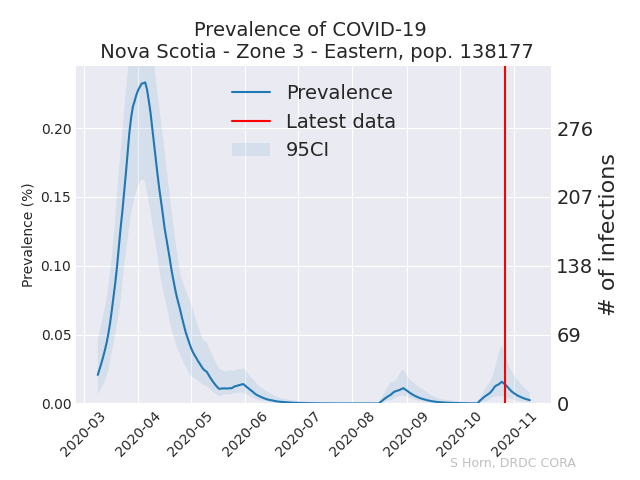 Prevalence of COVID-19
Nova Scotia - Zone 3 - Eastern, pop. 138177
Prevalence
Latest data
95CI
Prevalence (%)
0.20
0.15
0.10
0.05
0.00
276
207
138
69
0
# of infections
2020-03
2020-04
2020-05
2020-06
2020-07
2020-08
2020-09
2020-10
2020-11
S Horn, DRDC CORA